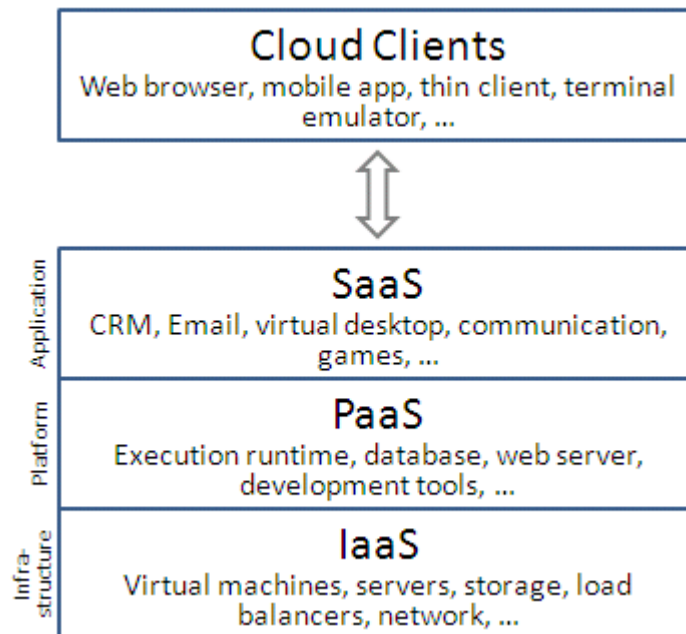 Cloud Clients
Web browser, mobile app, thin client, terminal
emulator, ...
Application
SaaS
CRM, Email, virtual desktop, communication,
games, ...
Platform
PaaS
Execution runtime, database, web server,
development tools, ...
Infra-
structure
IaaS
Virtual machines, servers, storage, load
balancers, network, ...